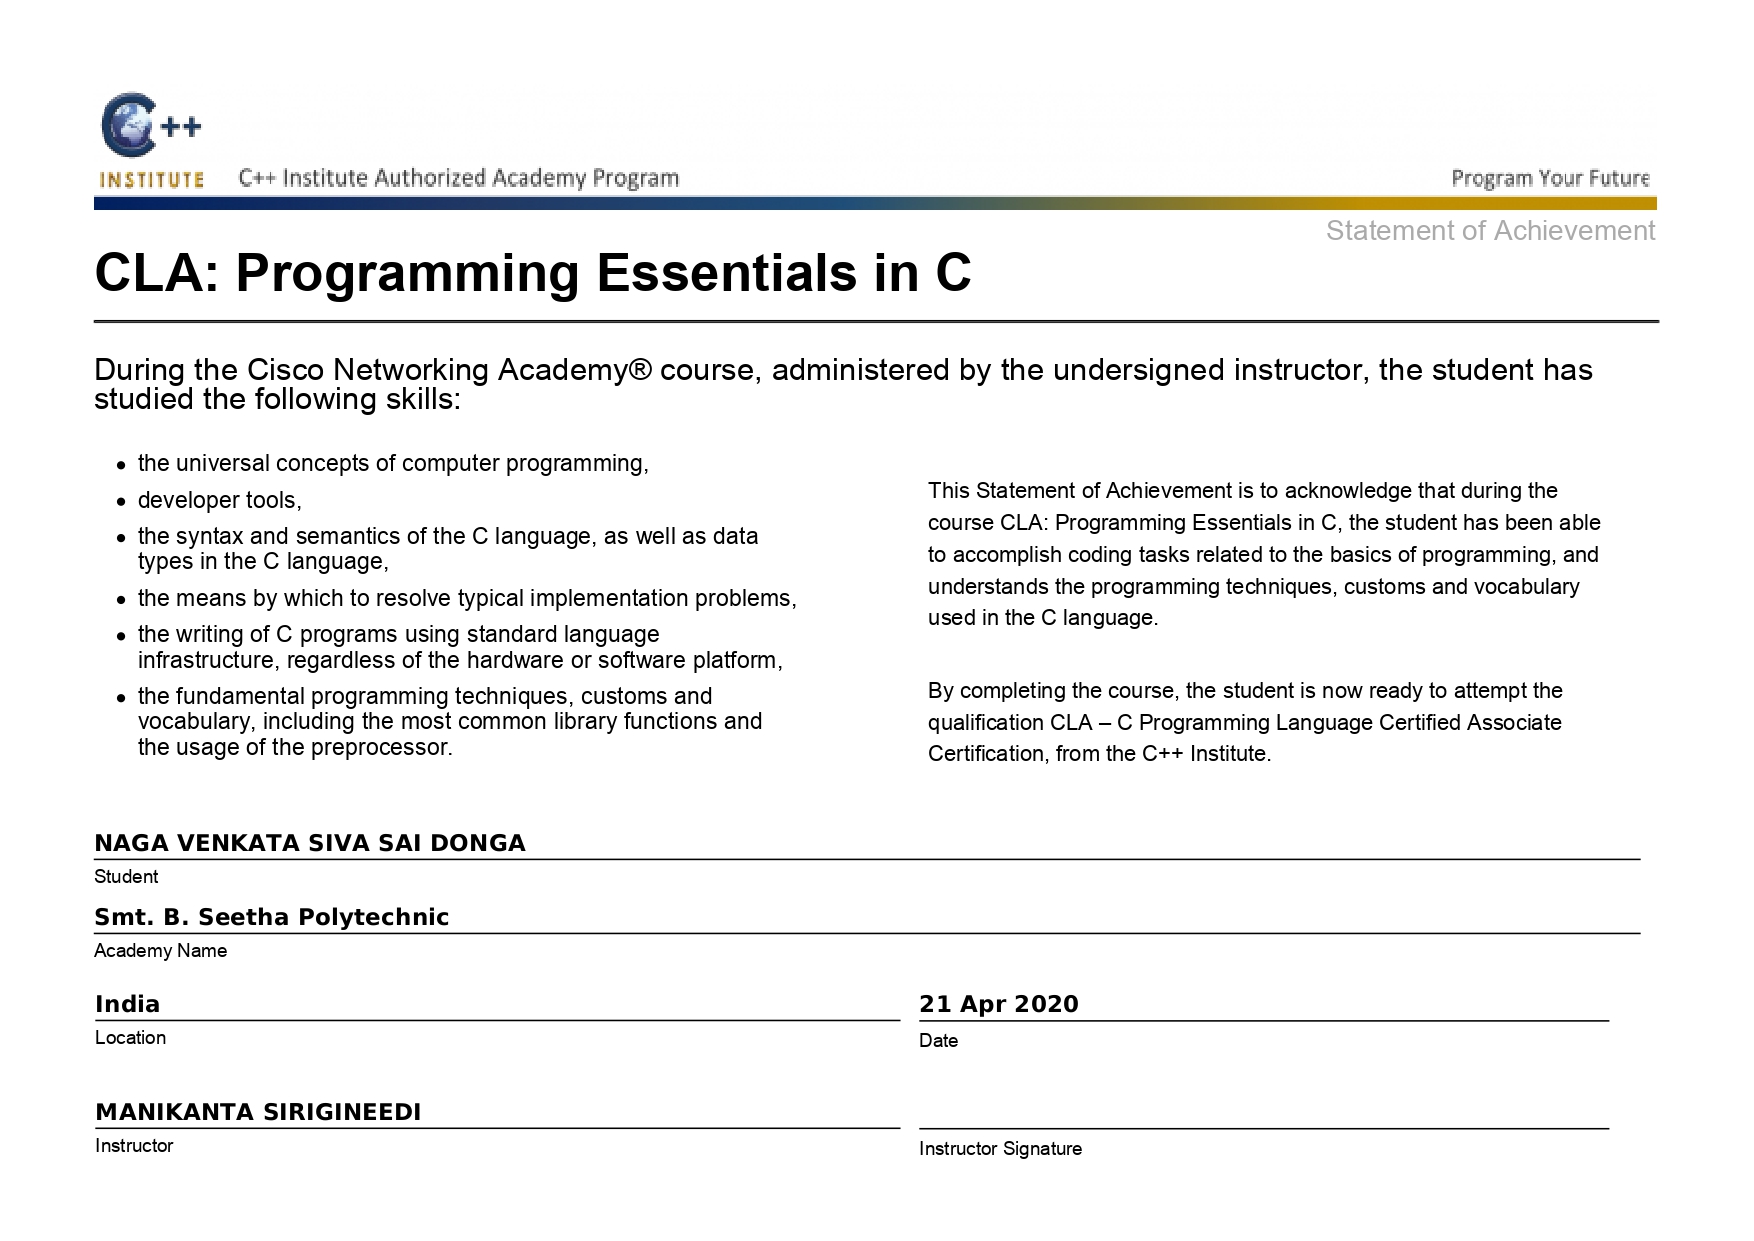 C++
INSTITUTE
C++ Institute Authorized Academy Program
Program Your Future
Statement of Achievement
CLA: Programming Essentials in C
During the Cisco Networking Academy® course, administered by the undersigned instructor, the student has
studied the following skills:
• the universal concepts of computer programming,
• developer tools,
• the syntax and semantics of the C language, as well as data
types in the C language,
• the means by which to resolve typical implementation problems,
• the writing of C programs using standard language
infrastructure, regardless of the hardware or software platform,
• the fundamental programming techniques, customs and
vocabulary, including the most common library functions and
the usage of the preprocessor.
This Statement of Achievement is to acknowledge that during the
course CLA: Programming Essentials in C, the student has been able
to accomplish coding tasks related to the basics of programming, and
understands the programming techniques, customs and vocabulary
used in the C language.
By completing the course, the student is now ready to attempt the
qualification CLA – C Programming Language Certified Associate
Certification, from the C++ Institute.
NAGA VENKATA SIVA SAI DONGA
Student
Smt. B. Seetha Polytechnic
Academy Name
India
Location
21 Apr 2020
Date
MANIKANTA SIRIGINEEDI
Instructor
Instructor Signature